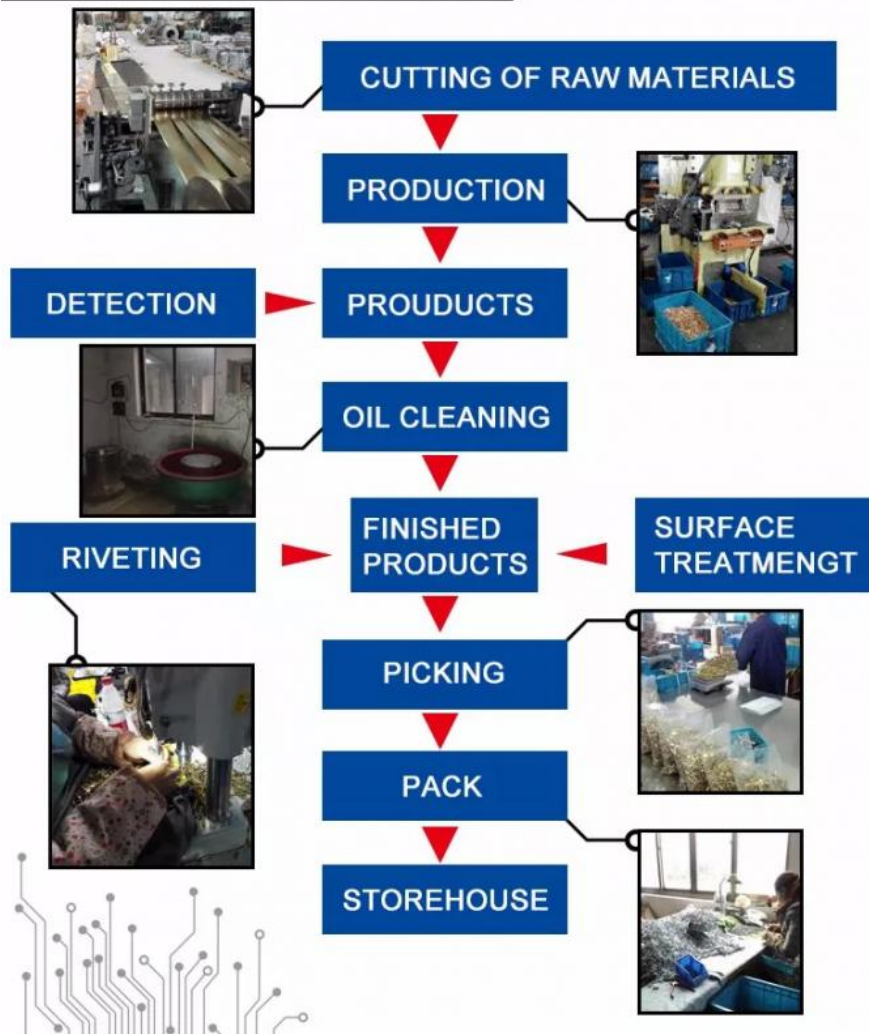 CUTTING OF RAW MATERIALS
PRODUCTION
DETECTION
PROUDUCTS
OIL CLEANING
RIVETING
FINISHED
PRODUCTS
SURFACE
TREATMENGT
PICKING
PACK
STOREHOUSE